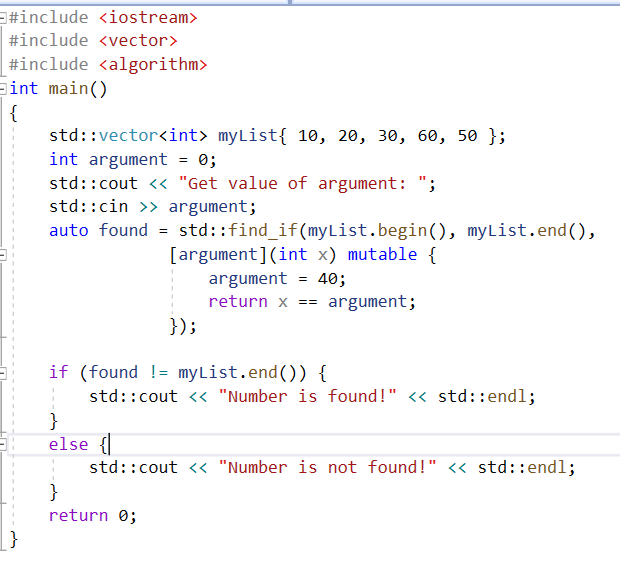 #include <iostream>
#include <vector>
#include <algorithm>
int main()
{
    std::vector<int> myList{ 10, 20, 30, 60, 50 };
    int argument = 0;
    std::cout << "Get value of argument: ";
    std::cin >> argument;
    auto found = std::find_if(myList.begin(), myList.end(),
                [argument](int x) mutable {
                    argument = 40;
                    return x == argument;
                });

    if (found != myList.end()) {
        std::cout << "Number is found!" << std::endl;
    }
    else {
        std::cout << "Number is not found!" << std::endl;
    }
    return 0;
}